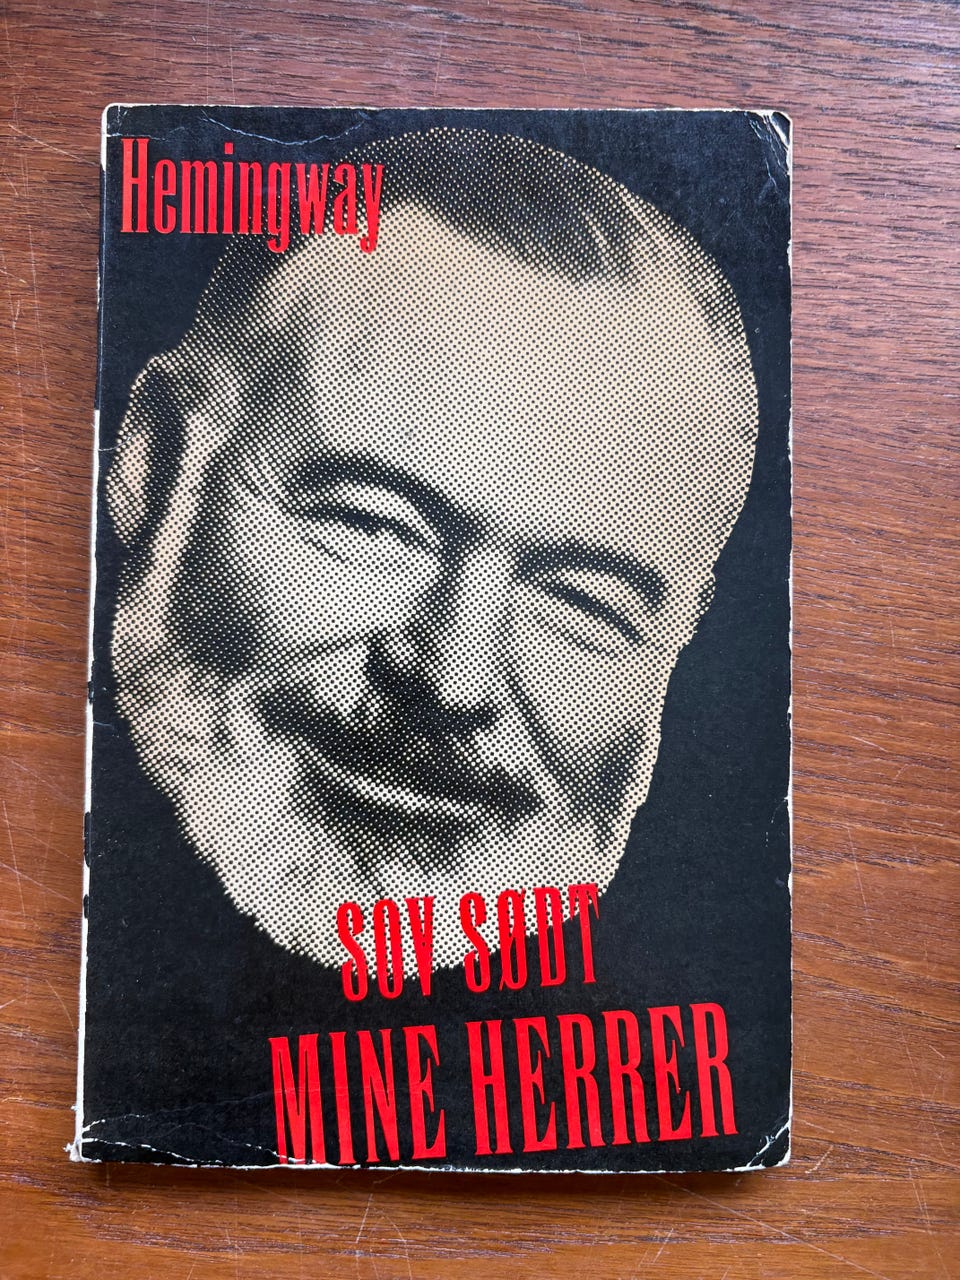 Hemingway
SOV SØDT
MINE HERRER